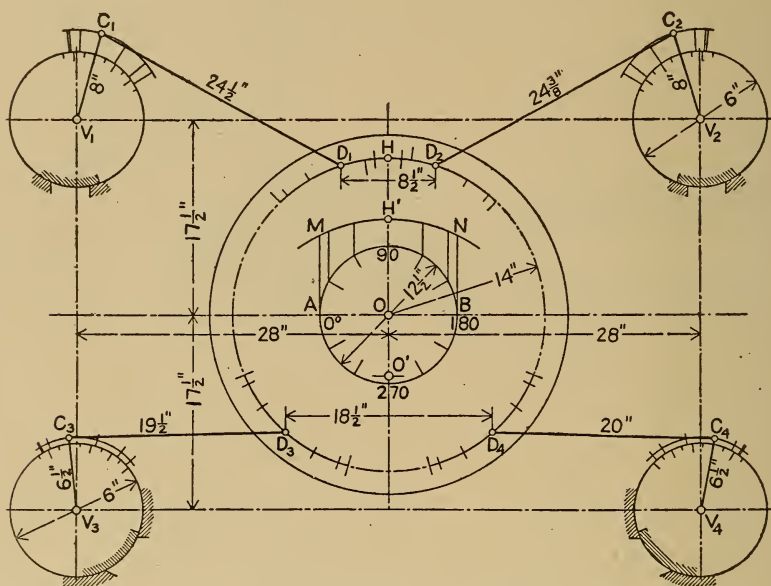 C₁
C₂
8"
24½"
24⅜"
8"
6"
V₁
V₂
D₁
H
D₂
8½"
17½"
M
H'
N
90
12½"
14"
A
O
B
0°
180
28"
28"
O'
270
17½"
18½"
C₃
19½"
20"
C₄
D₃
D₄
6½"
6"
6½"
V₃
V₄